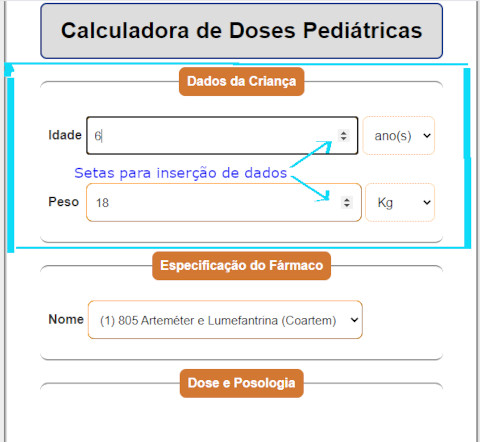 Calculadora de Doses Pediátricas
Dados da Criança
Idade 6 ano(s)
Setas para inserção de dados
Peso 18 Kg
Especificação do Fármaco
Nome (1) 805 Arteméter e Lumefantrina (Coartem)
Dose e Posologia